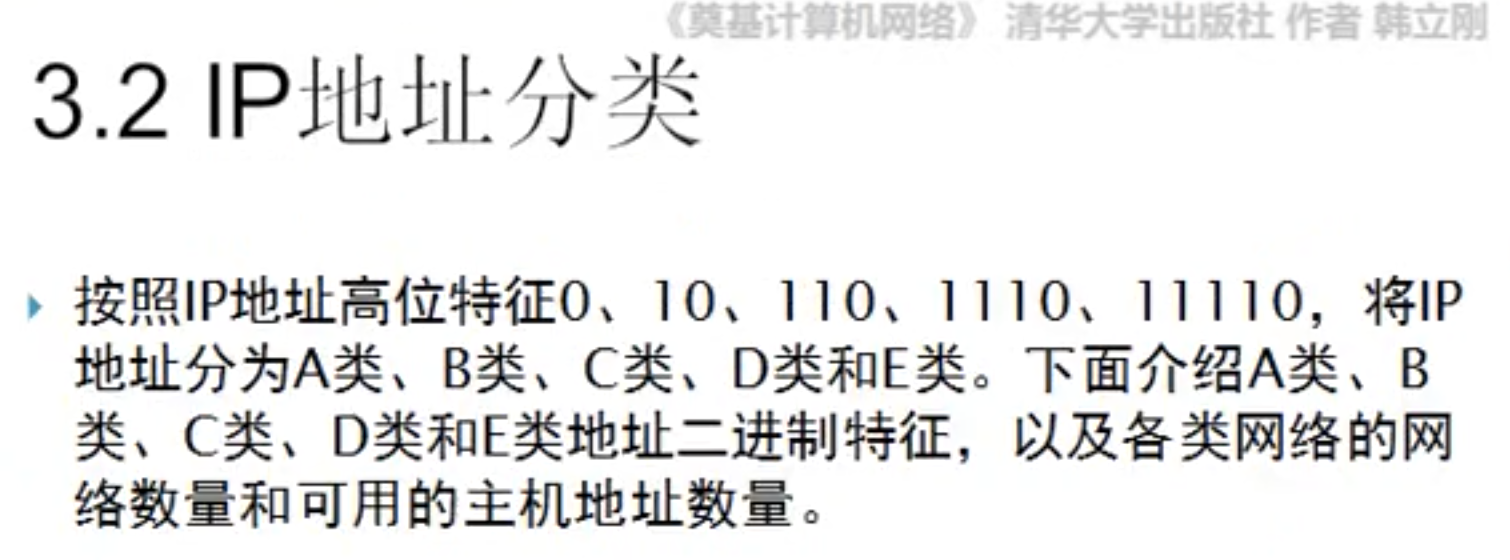 《奠基计算机网络》 清华大学出版社 作者 韩立刚
3.2 IP地址分类
按照IP地址高位特征0、10、110、1110、11110，将IP
地址分为A类、B类、C类、D类和E类。下面介绍A类、B
类、C类、D类和E类地址二进制特征，以及各类网络的网
络数量和可用的主机地址数量。